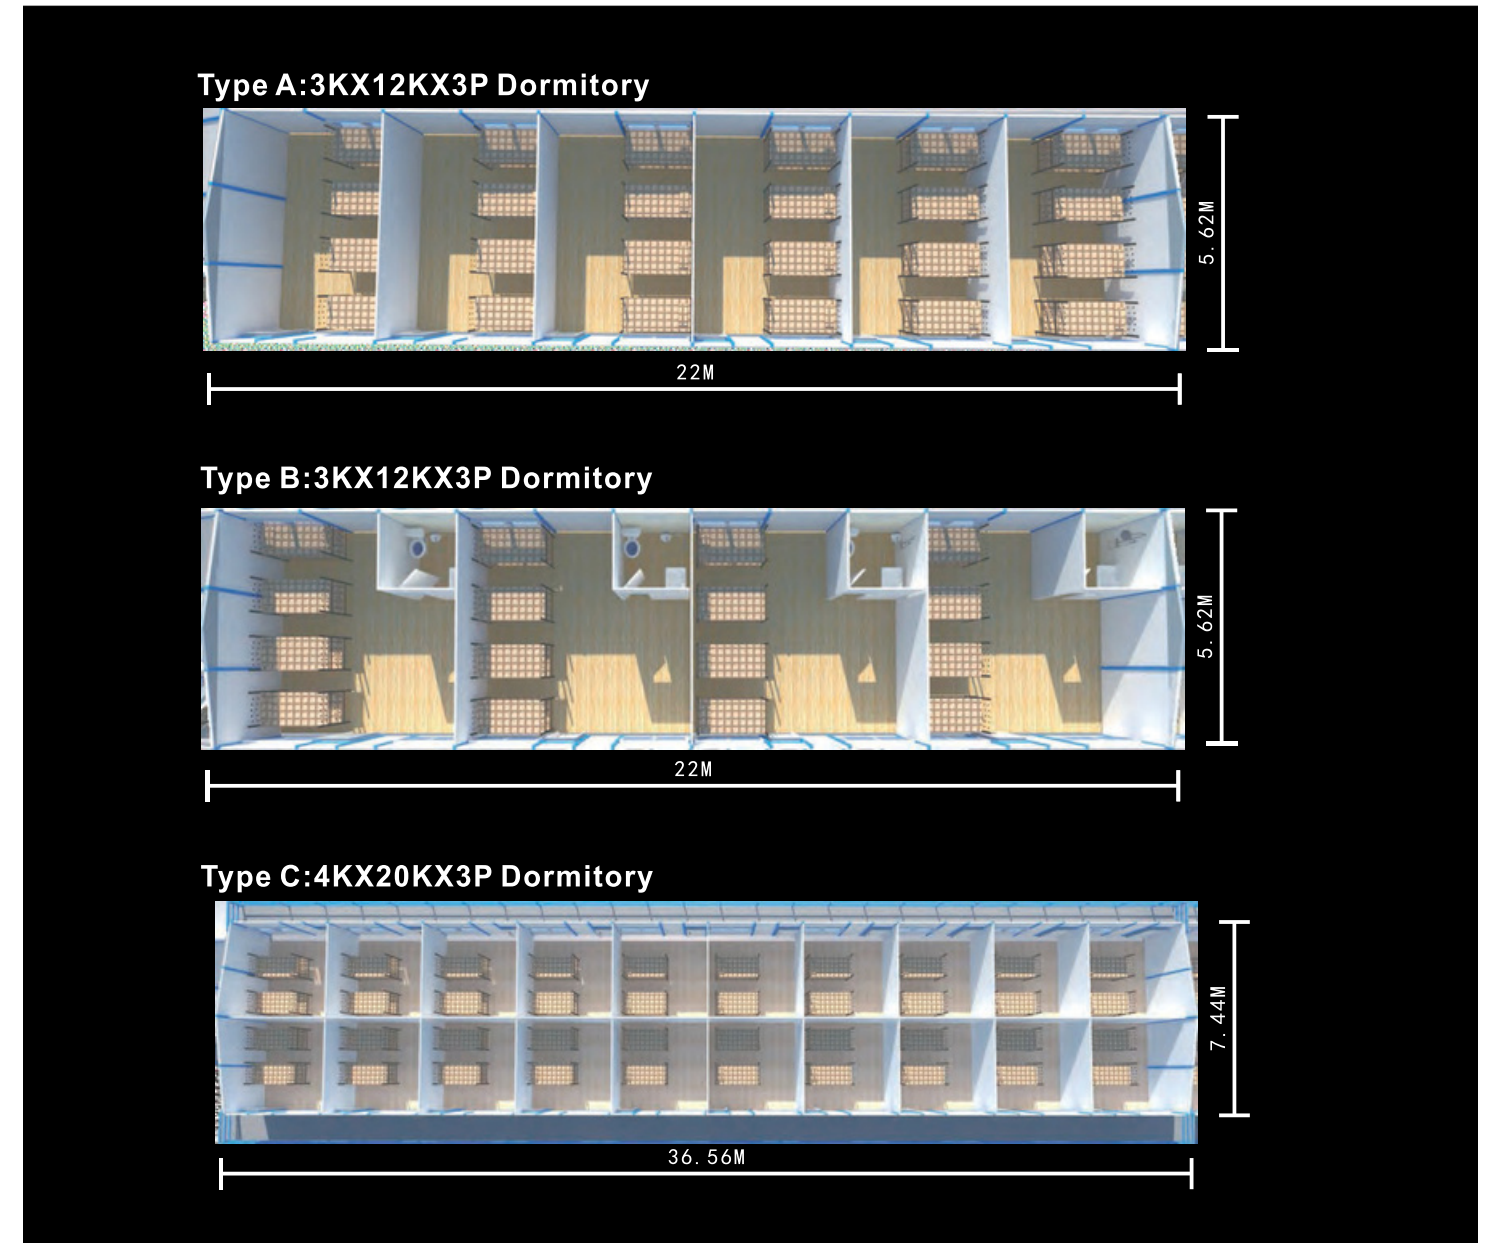 Type A:3KX12KX3P Dormitory
5.62M
22M
Type B:3KX12KX3P Dormitory
5.62M
22M
Type C:4KX20KX3P Dormitory
7.44M
36.56M